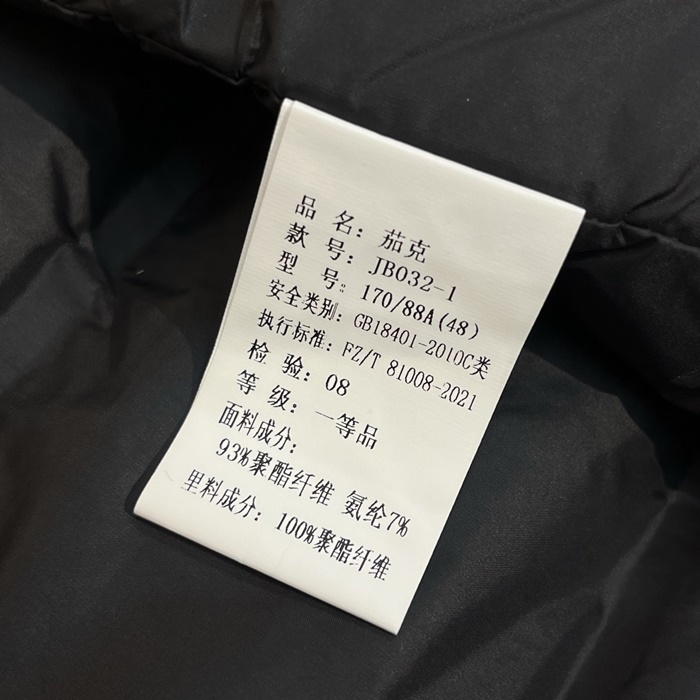 品 名：茄克
款 号：JB032-1
型 号：170/88A(48)
安全类别：GB18401-2010C类
执行标准：FZ/T 81008-2021
检 验：08
等 级：一等品
面料成分：
93%聚酯纤维 氨纶7%
里料成分：100%聚酯纤维